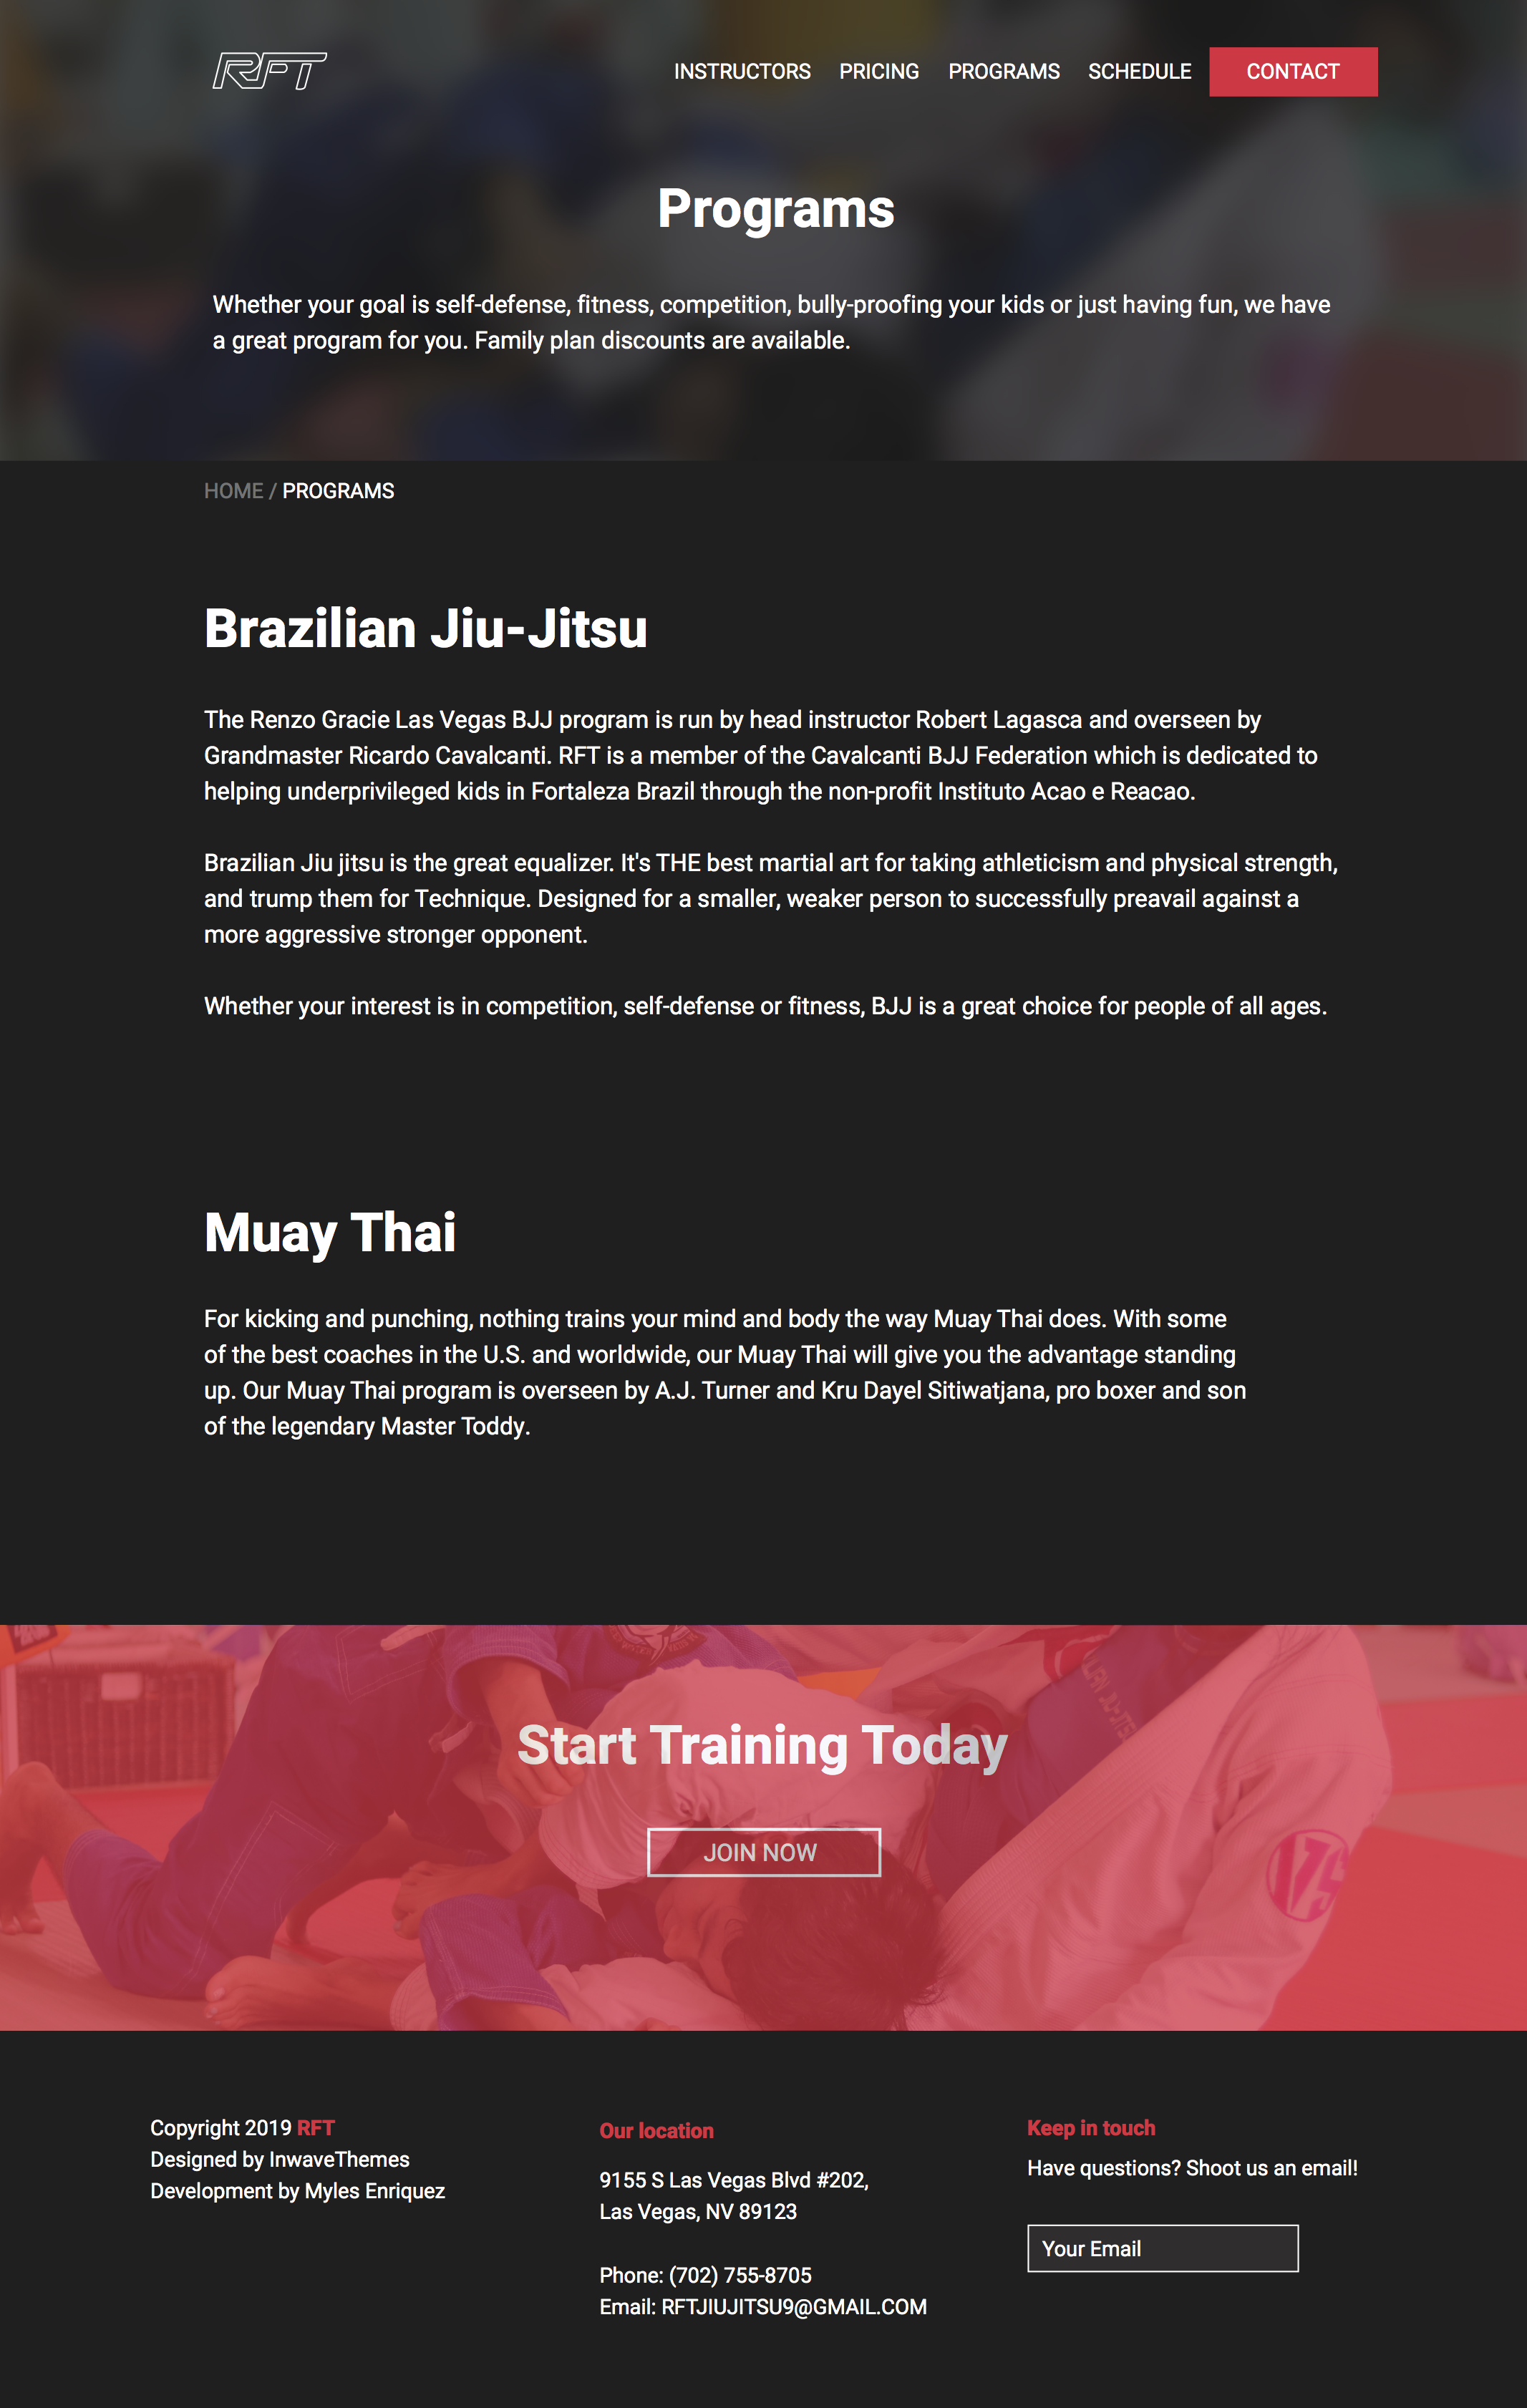 RFT
INSTRUCTORS PRICING PROGRAMS SCHEDULE CONTACT
Programs
Whether your goal is self-defense, fitness, competition, bully-proofing your kids or just having fun, we have
a great program for you. Family plan discounts are available.
HOME / PROGRAMS
Brazilian Jiu-Jitsu
The Renzo Gracie Las Vegas BJJ program is run by head instructor Robert Lagasca and overseen by
Grandmaster Ricardo Cavalcanti. RFT is a member of the Cavalcanti BJJ Federation which is dedicated to
helping underprivileged kids in Fortaleza Brazil through the non-profit Instituto Acao e Reacao.
Brazilian Jiu jitsu is the great equalizer. It's THE best martial art for taking athleticism and physical strength,
and trump them for Technique. Designed for a smaller, weaker person to successfully preavail against a
more aggressive stronger opponent.
Whether your interest is in competition, self-defense or fitness, BJJ is a great choice for people of all ages.
Muay Thai
For kicking and punching, nothing trains your mind and body the way Muay Thai does. With some
of the best coaches in the U.S. and worldwide, our Muay Thai will give you the advantage standing
up. Our Muay Thai program is overseen by A.J. Turner and Kru Dayel Sitiwatjana, pro boxer and son
of the legendary Master Toddy.
Start Training Today
JOIN NOW
Copyright 2019 RFT
Designed by InwaveThemes
Development by Myles Enriquez
Our location
9155 S Las Vegas Blvd #202,
Las Vegas, NV 89123
Phone: (702) 755-8705
Email: RFTJIUJITSU9@GMAIL.COM
Keep in touch
Have questions? Shoot us an email!
Your Email